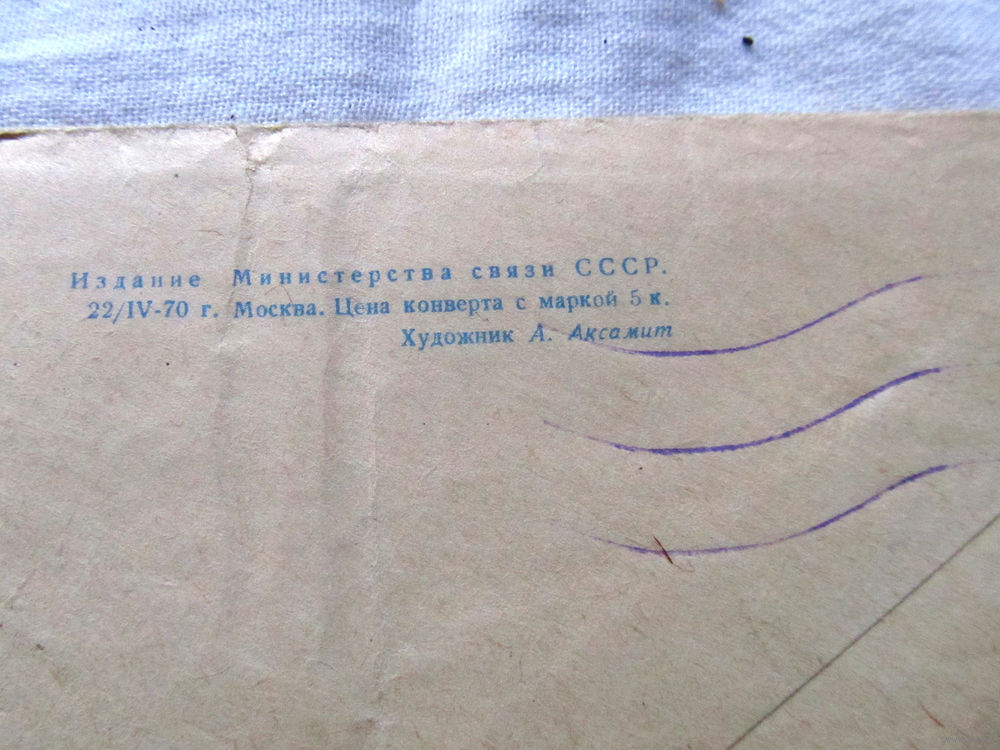 Издание Министерства связи СССР.
22/IV-70 г. Москва. Цена конверта с маркой 5 к.
Художник А. Аксамит